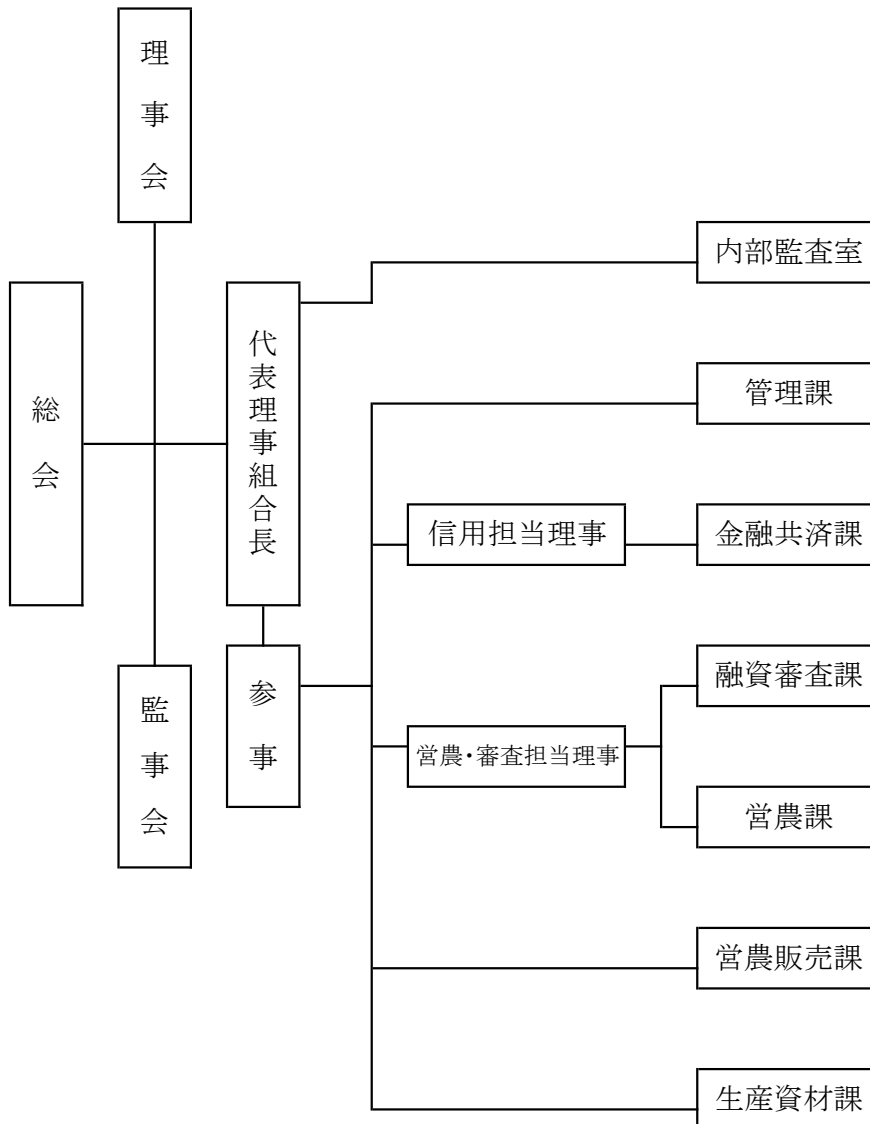 理事会
内部監査室
総会
代表理事組合長
管理課
信用担当理事
金融共済課
監事会
参事
融資審査課
営農・審査担当理事
営農課
営農販売課
生産資材課